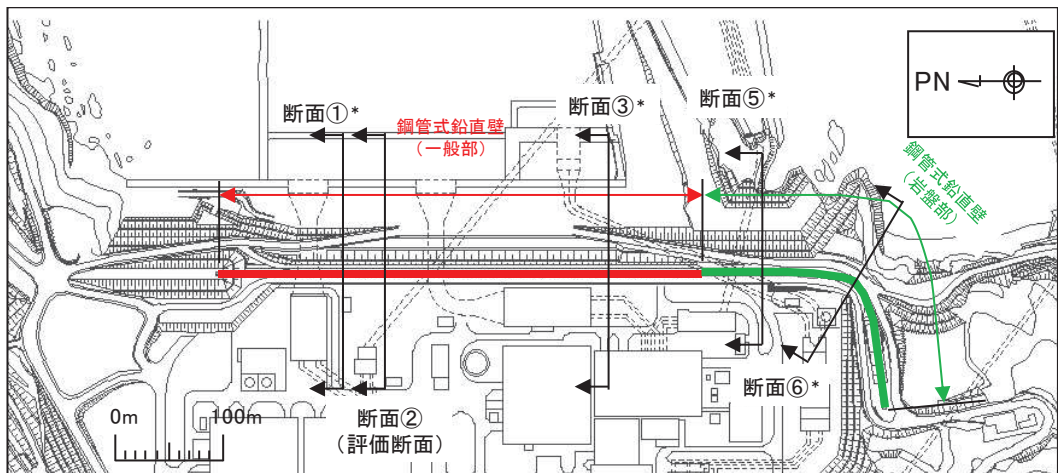 断面①*
鋼管式鉛直壁
（一般部）
断面③*
断面⑤*
PN
鋼管式鉛直壁
（岩盤部）
断面②
（評価断面）
断面⑥*
0m
100m